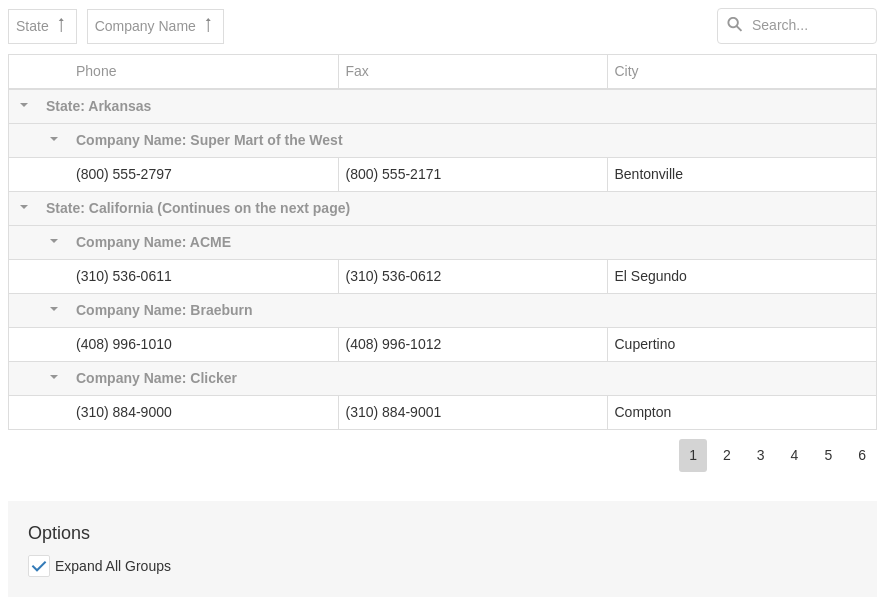 State Company Name Search...
Phone Fax City
State: Arkansas
Company Name: Super Mart of the West
(800) 555-2797 (800) 555-2171 Bentonville
State: California (Continues on the next page)
Company Name: ACME
(310) 536-0611 (310) 536-0612 El Segundo
Company Name: Braeburn
(408) 996-1010 (408) 996-1012 Cupertino
Company Name: Clicker
(310) 884-9000 (310) 884-9001 Compton
1 2 3 4 5 6
Options
Expand All Groups